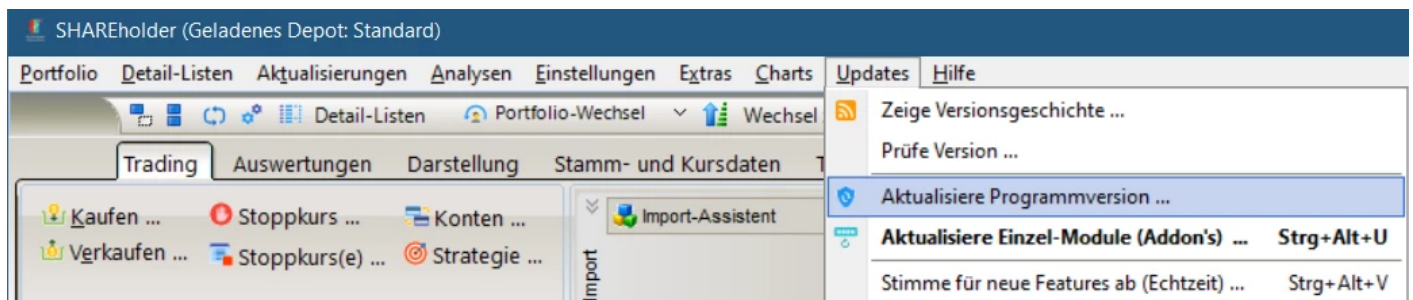 SHAREholder (Geladenes Depot: Standard)
Portfolio Detail-Listen Aktualisierungen Analysen Einstellungen Extras Charts Updates Hilfe
Detail-Listen Portfolio-Wechsel Wechsel
Zeige Versionsgeschichte ...
Prüfe Version ...
Trading Auswertungen Darstellung Stamm- und Kursdaten
Aktualisiere Programmversion ...
Kaufen ... Stoppkurs ... Konten ... Import-Assistent
Aktualisiere Einzel-Module (Addon's) ... Strg+Alt+U
Verkaufen ... Stoppkurs(e) ... Strategie ...
Import
Stimme für neue Features ab (Echtzeit) ... Strg+Alt+V